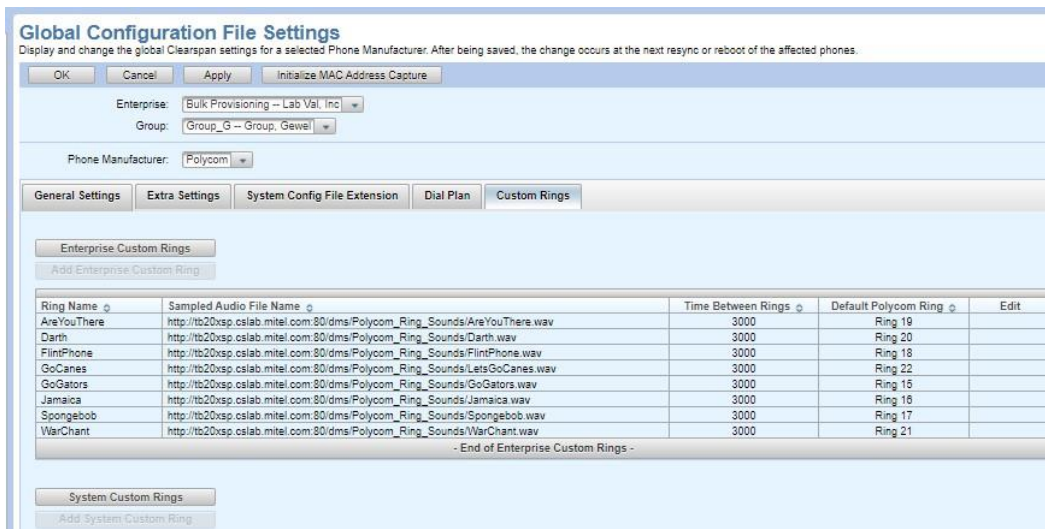 Global Configuration File Settings
Display and change the global Clearspan settings for a selected Phone Manufacturer. After being saved, the change occurs at the next resync or reboot of the affected phones.
OK Cancel Apply Initialize MAC Address Capture
Enterprise: Bulk Provisioning -- Lab Val, Inc
Group: Group_G -- Group, Gewel
Phone Manufacturer: Polycom
General Settings Extra Settings System Config File Extension Dial Plan Custom Rings
Enterprise Custom Rings
Add Enterprise Custom Ring
Ring Name Sampled Audio File Name Time Between Rings Default Polycom Ring Edit
AreYouThere http://tb20xsp.cslab.mitel.com:80/dms/Polycom_Ring_Sounds/AreYouThere.wav 3000 Ring 19
Darth http://tb20xsp.cslab.mitel.com:80/dms/Polycom_Ring_Sounds/Darth.wav 3000 Ring 20
FlintPhone http://tb20xsp.cslab.mitel.com:80/dms/Polycom_Ring_Sounds/FlintPhone.wav 3000 Ring 18
GoCanes http://tb20xsp.cslab.mitel.com:80/dms/Polycom_Ring_Sounds/LetsGoCanes.wav 3000 Ring 22
GoGators http://tb20xsp.cslab.mitel.com:80/dms/Polycom_Ring_Sounds/GoGators.wav 3000 Ring 15
Jamaica http://tb20xsp.cslab.mitel.com:80/dms/Polycom_Ring_Sounds/Jamaica.wav 3000 Ring 16
Spongebob http://tb20xsp.cslab.mitel.com:80/dms/Polycom_Ring_Sounds/Spongebob.wav 3000 Ring 17
WarChant http://tb20xsp.cslab.mitel.com:80/dms/Polycom_Ring_Sounds/WarChant.wav 3000 Ring 21
- End of Enterprise Custom Rings -
System Custom Rings
Add System Custom Ring